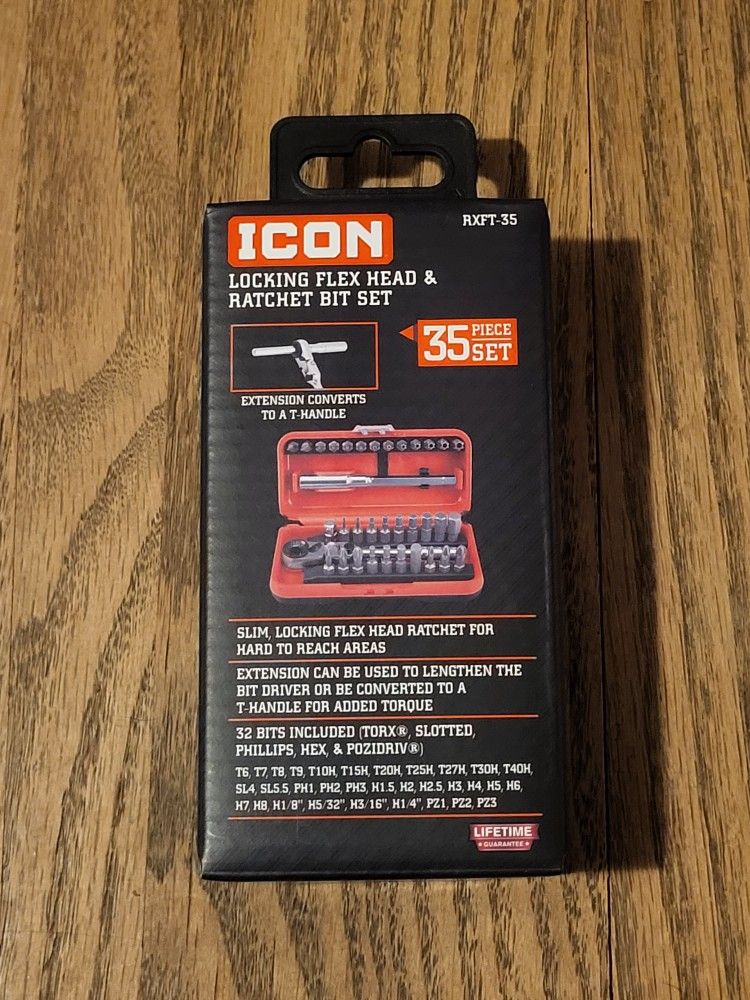 RXFT-35
ICON
LOCKING FLEX HEAD &
RATCHET BIT SET
35 PIECE
SET
EXTENSION CONVERTS
TO A T-HANDLE
SLIM, LOCKING FLEX HEAD RATCHET FOR
HARD TO REACH AREAS
EXTENSION CAN BE USED TO LENGTHEN THE
BIT DRIVER OR BE CONVERTED TO A
T-HANDLE FOR ADDED TORQUE
32 BITS INCLUDED (TORX®, SLOTTED,
PHILLIPS, HEX, & POZIDRIV®)
T6, T7, T8, T9, T10H, T15H, T20H, T25H, T27H, T30H, T40H,
SL4, SL5.5, PH1, PH2, PH3, H1.5, H2, H2.5, H3, H4, H5, H6,
H7, H8, H1/8", H5/32", H3/16", H1/4", PZ1, PZ2, PZ3
LIFETIME
GUARANTEE